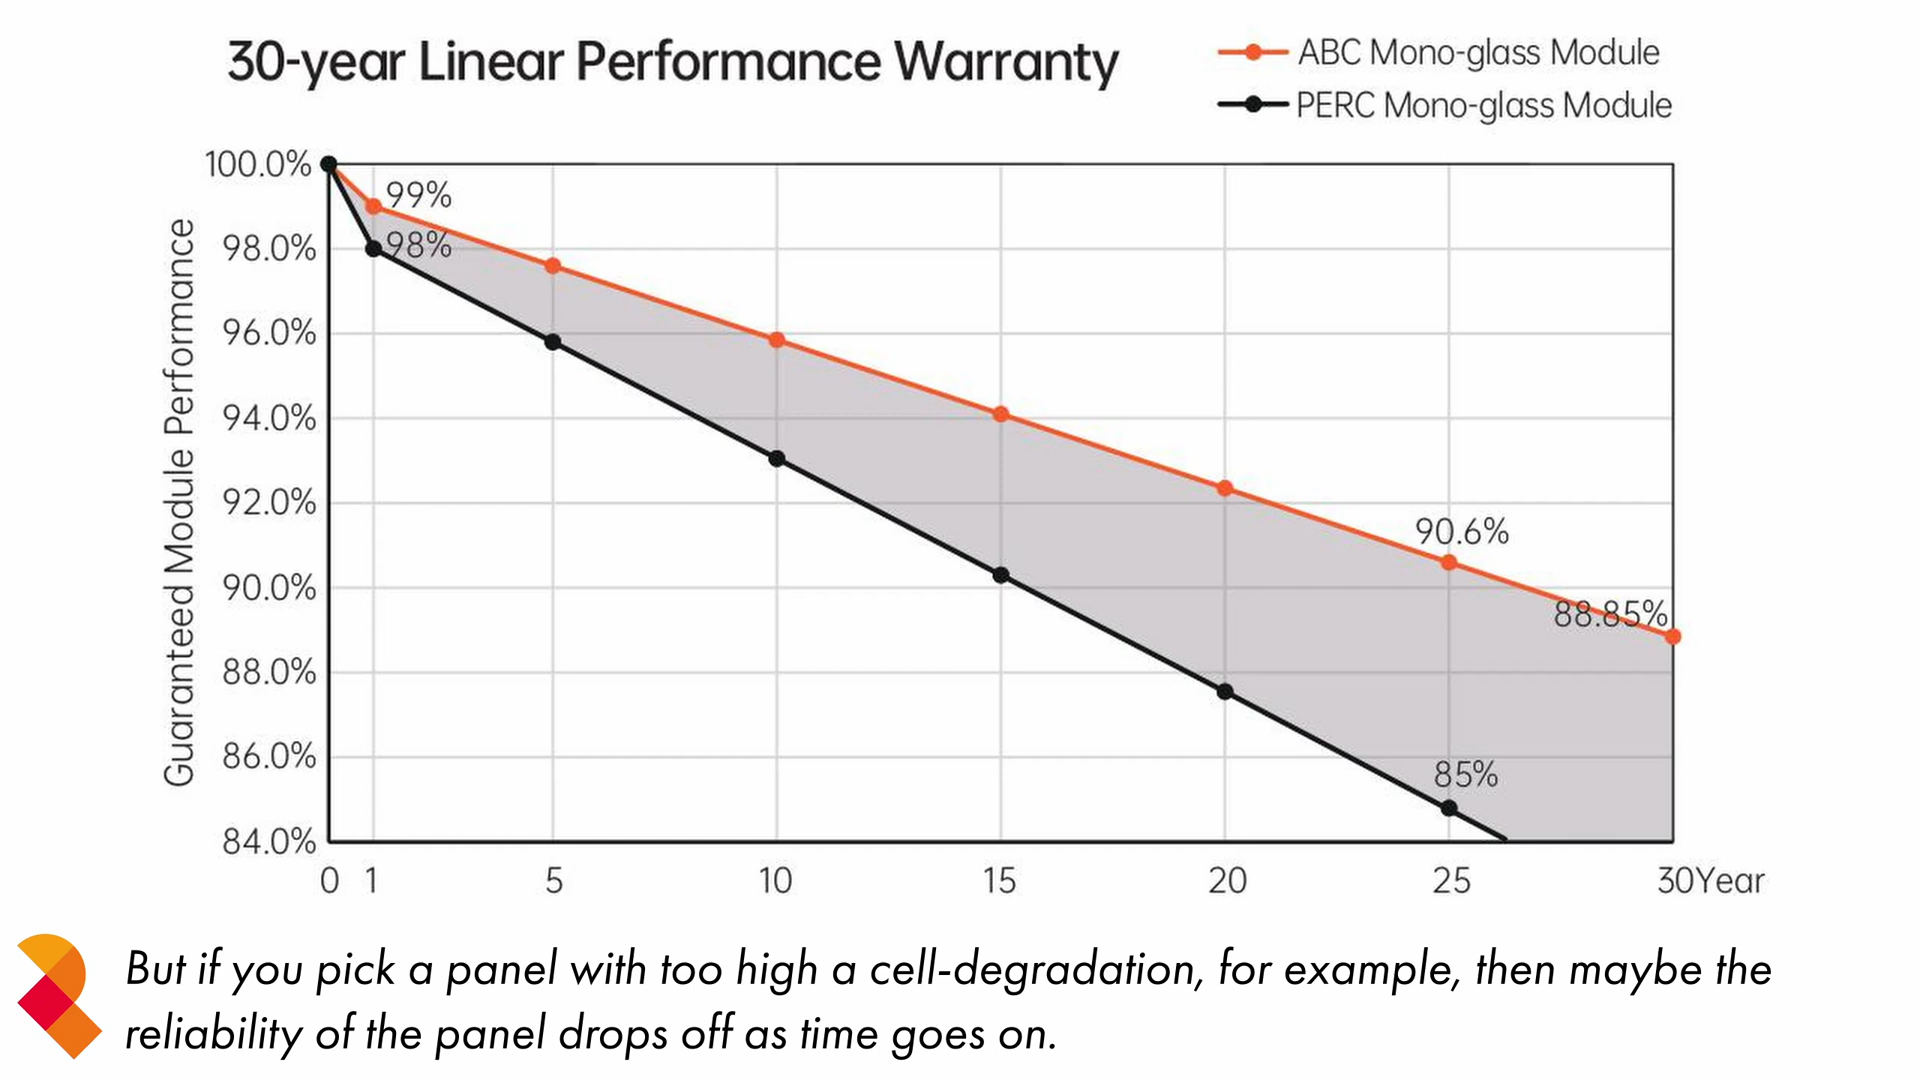 30-year Linear Performance Warranty
ABC Mono-glass Module
PERC Mono-glass Module
Guaranteed Module Performance
100.0%
98.0%
96.0%
94.0%
92.0%
90.0%
88.0%
86.0%
84.0%
99%
98%
90.6%
88.85%
85%
0 1 5 10 15 20 25 30Year
But if you pick a panel with too high a cell-degradation, for example, then maybe the
reliability of the panel drops off as time goes on.